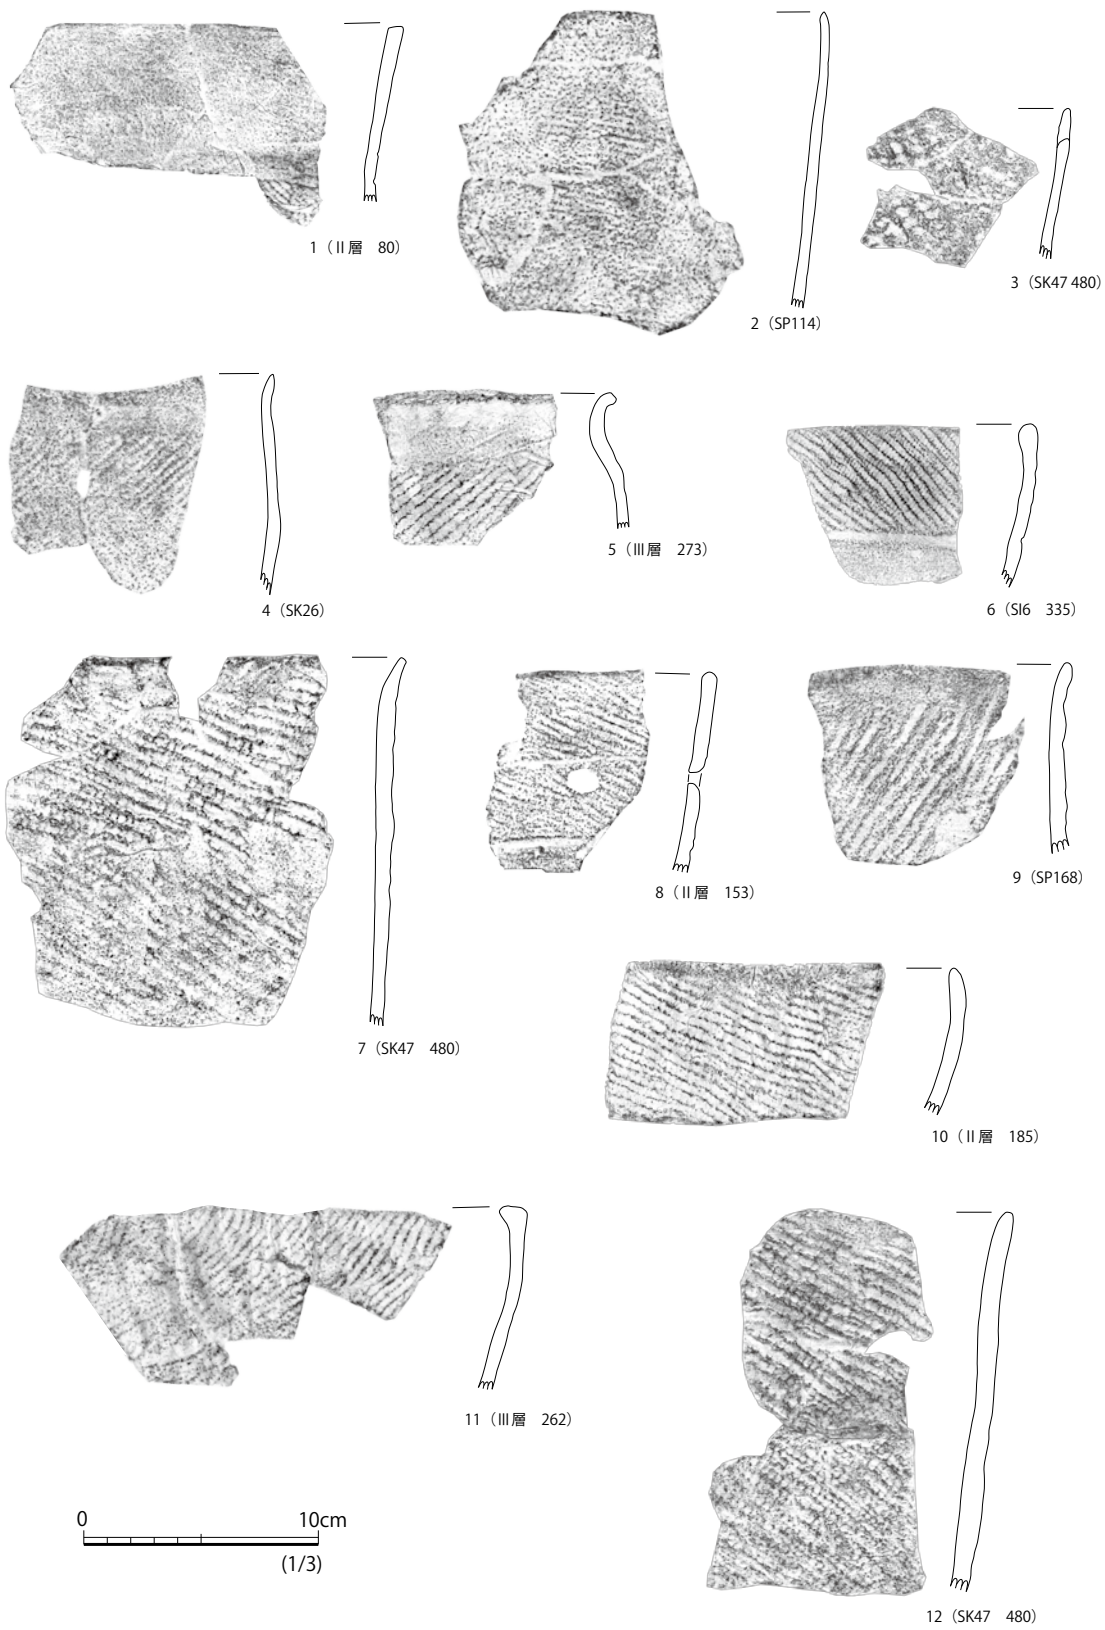 1（Ⅱ層　80）
2（SP114）
3（SK47 480）
4（SK26）
5（Ⅲ層　273）
6（SI6　335）
7（SK47　480）
8（Ⅱ層　153）
9（SP168）
10（Ⅱ層　185）
11（Ⅲ層　262）
12（SK47　480）
0　10cm
(1/3)